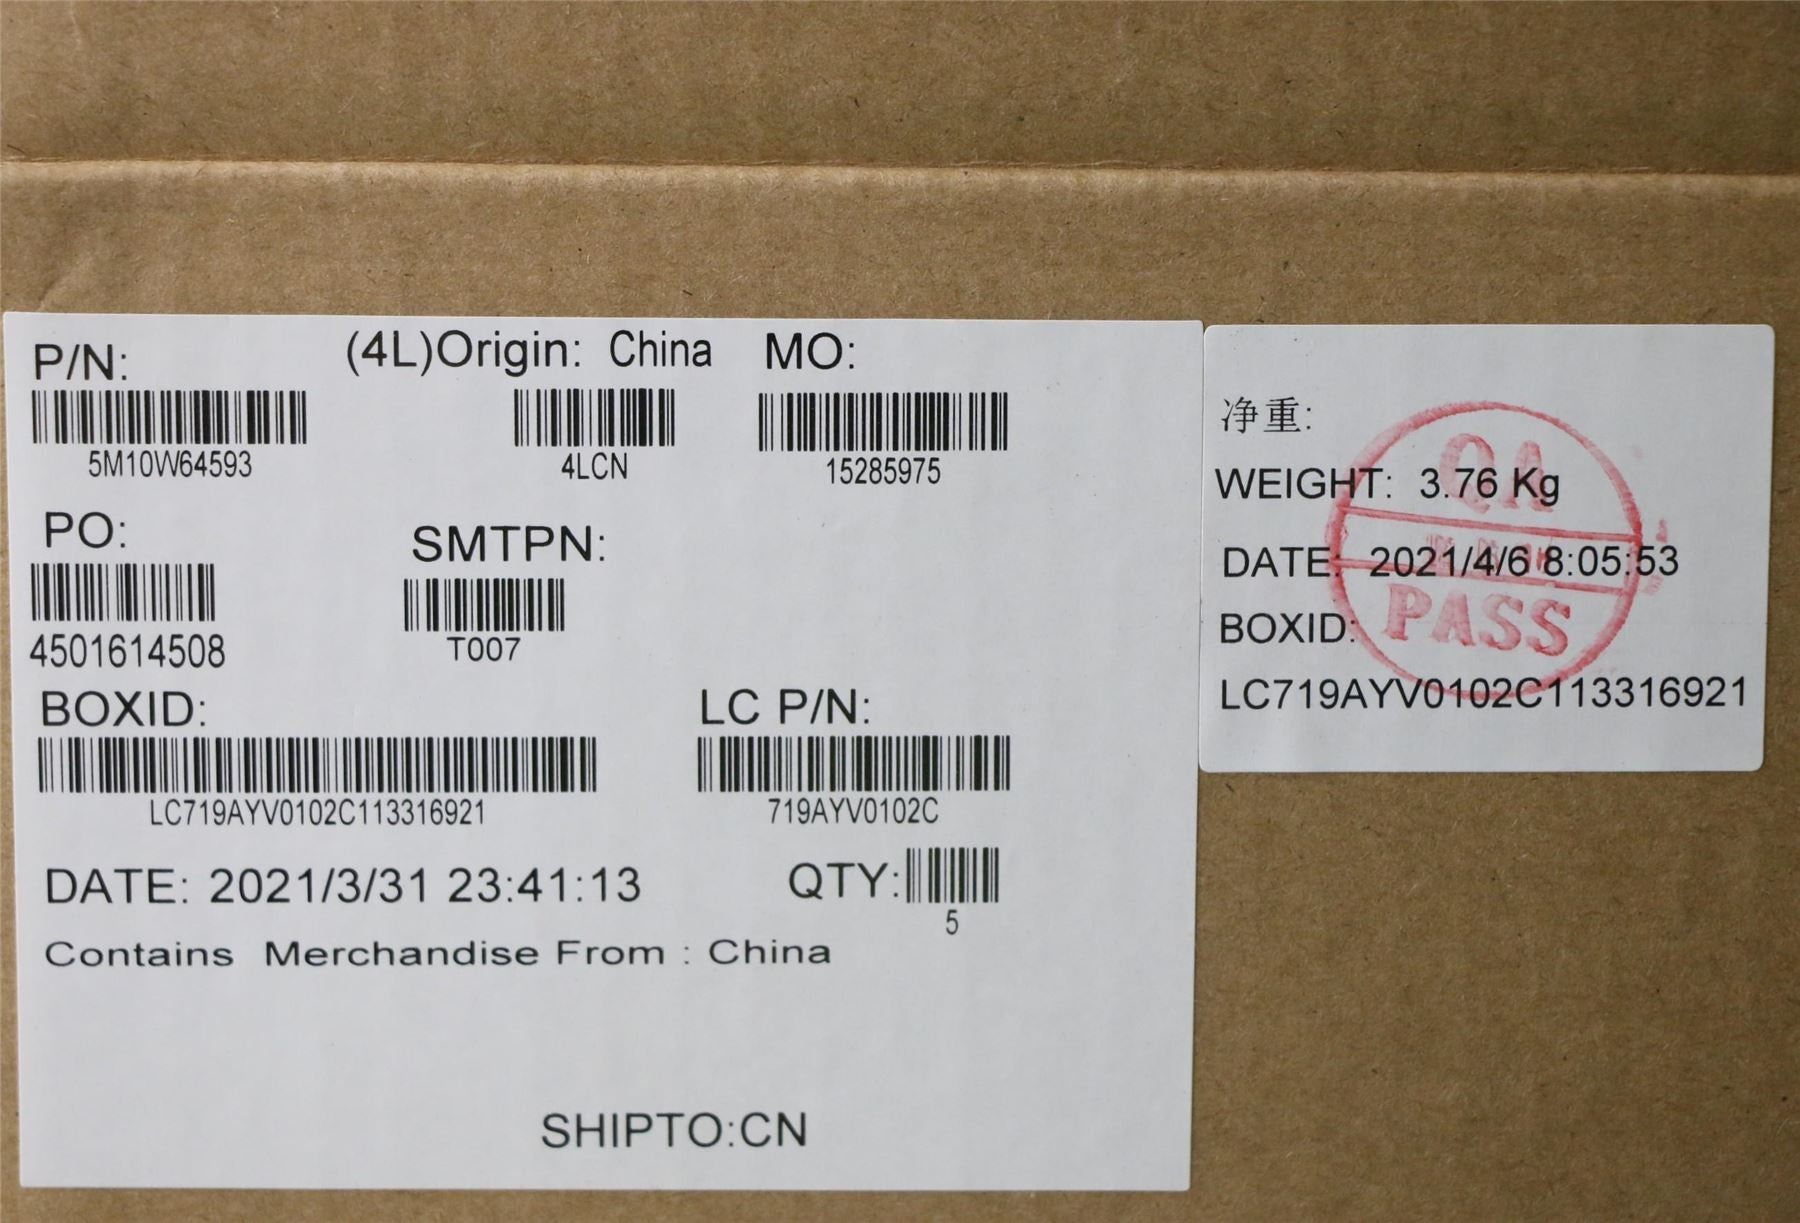 P/N: (4L)Origin: China MO:
5M10W64593 4LCN 15285975
PO: SMTPN:
4501614508 T007
BOXID: LC P/N:
LC719AYV0102C113316921 719AYV0102C
DATE: 2021/3/31 23:41:13 QTY:
5
Contains Merchandise From : China
SHIPTO:CN
净重:
WEIGHT: 3.76 Kg
DATE: 2021/4/6 8:05:53
BOXID:
LC719AYV0102C113316921
QA
PASS